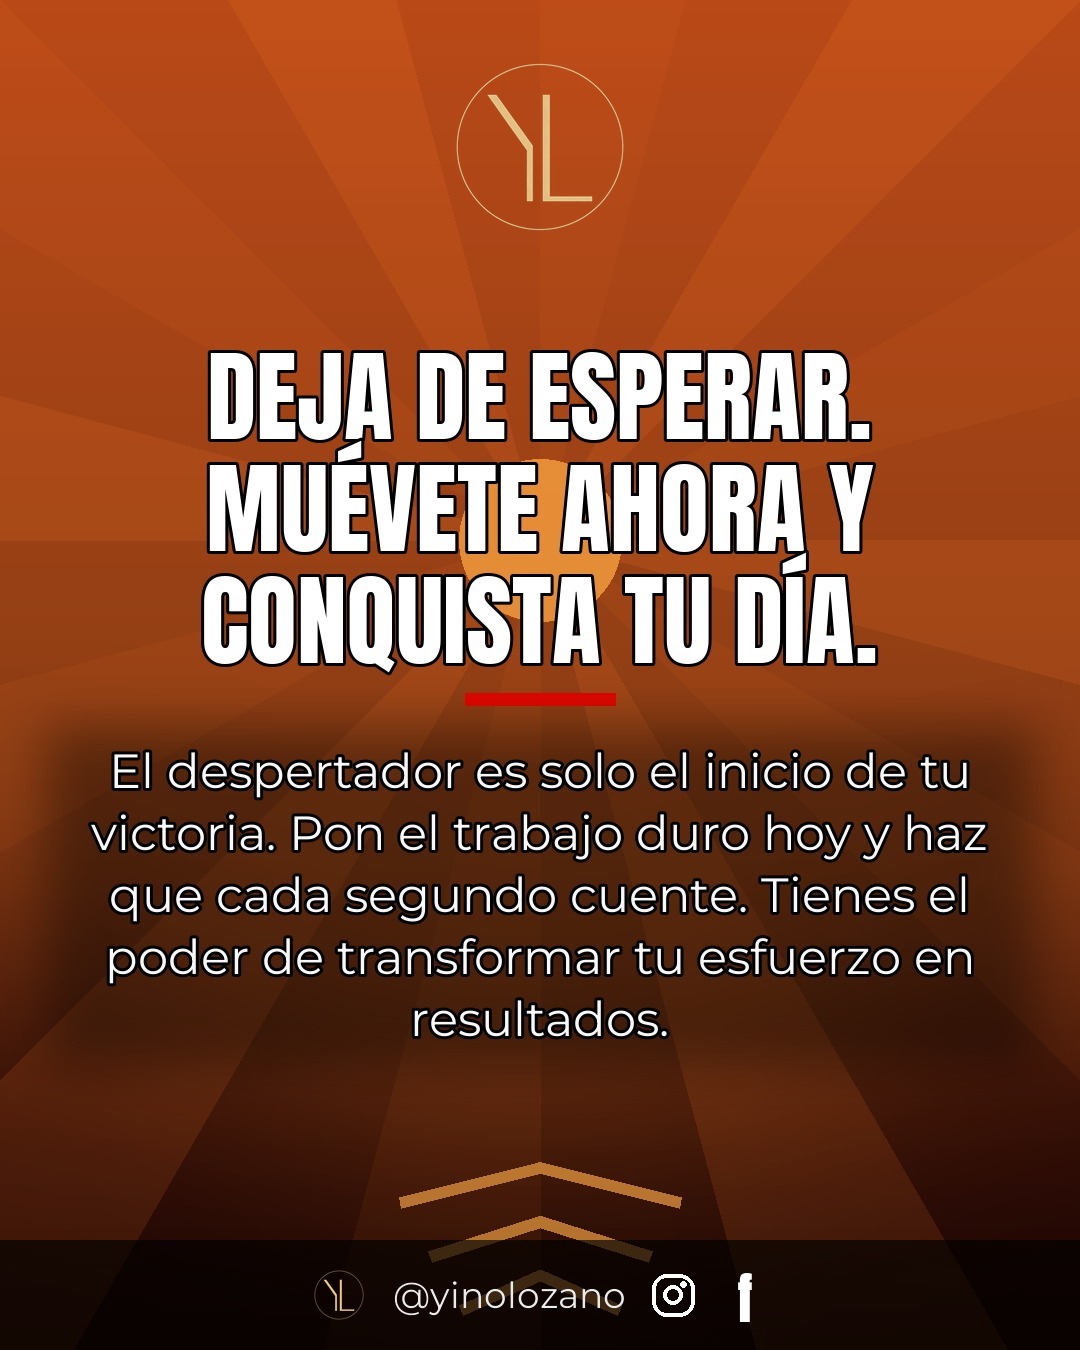 YL
DEJA DE ESPERAR.
MUÉVETE AHORA Y
CONQUISTA TU DÍA.
El despertador es solo el inicio de tu
victoria. Pon el trabajo duro hoy y haz
que cada segundo cuente. Tienes el
poder de transformar tu esfuerzo en
resultados.
YL @yinolozano